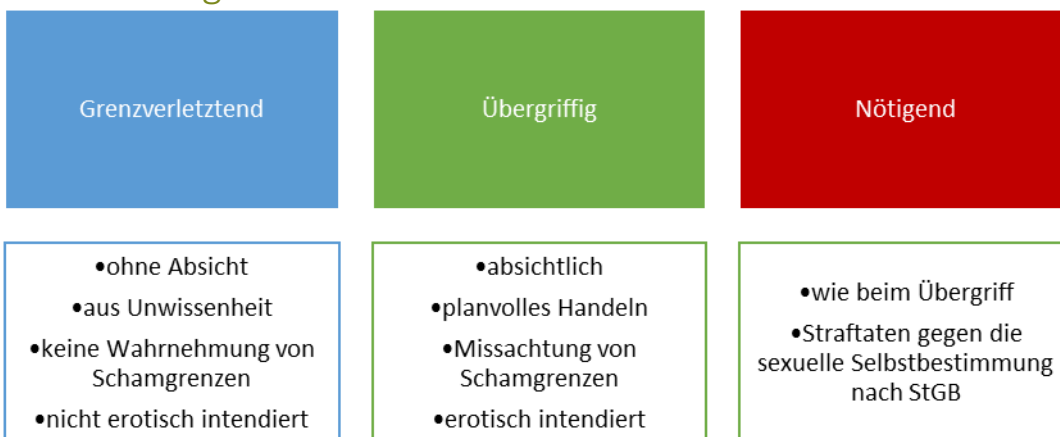 Grenzverletztend
Übergriffig
Nötigend
•ohne Absicht
•aus Unwissenheit
•keine Wahrnehmung von
Schamgrenzen
•nicht erotisch intendiert
•absichtlich
•planvolles Handeln
•Missachtung von
Schamgrenzen
•erotisch intendiert
•wie beim Übergriff
•Straftaten gegen die
sexuelle Selbstbestimmung
nach StGB